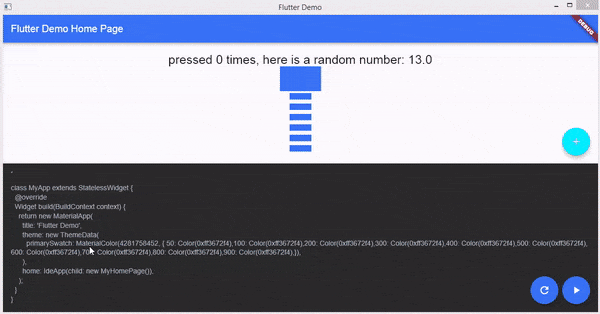 Flutter Demo
Flutter Demo Home Page
DEBUG
pressed 0 times, here is a random number: 13.0
+
class MyApp extends StatelessWidget {
@override
Widget build(BuildContext context) {
return new MaterialApp(
title: 'Flutter Demo',
theme: new ThemeData(
primarySwatch: MaterialColor(4281758452, { 50: Color(0xff3672f4),100: Color(0xff3672f4),200: Color(0xff3672f4),300: Color(0xff3672f4),400: Color(0xff3672f4),500: Color(0xff3672f4),
600: Color(0xff3672f4),700: Color(0xff3672f4),800: Color(0xff3672f4),900: Color(0xff3672f4),}),
),
home: IdeApp(child: new MyHomePage()),
);
}
}